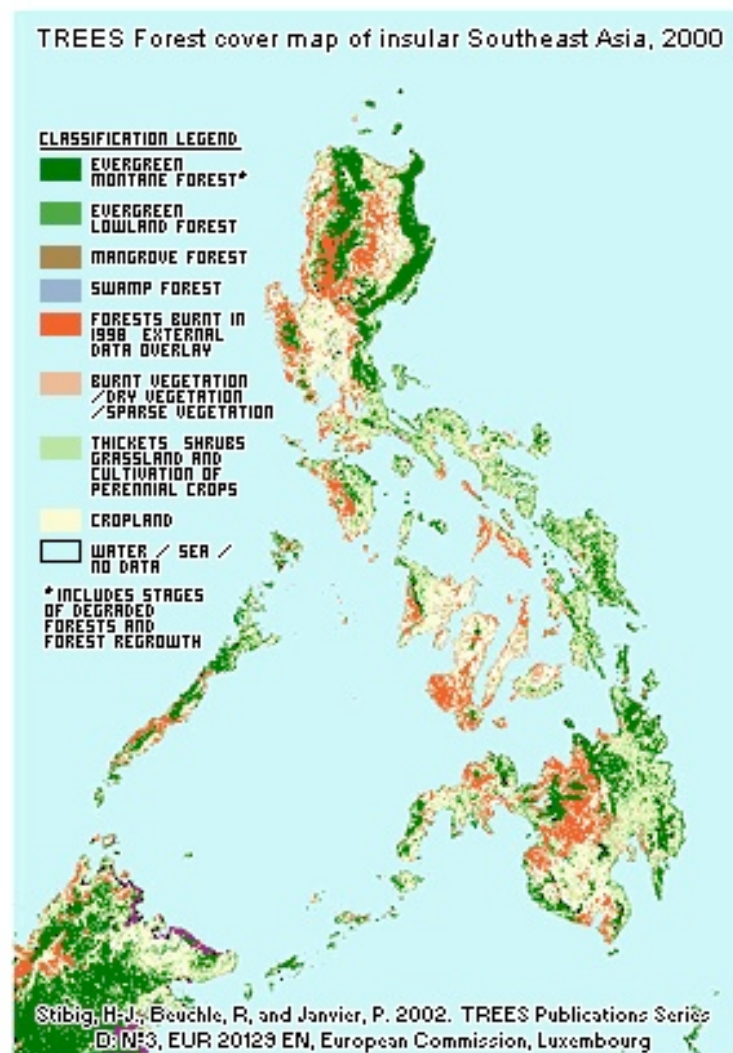 TREES Forest cover map of insular Southeast Asia, 2000
CLASSIFICATION LEGEND
EVERGREEN
MONTANE FOREST*
EVERGREEN
LOWLAND FOREST
MANGROVE FOREST
SWAMP FOREST
FORESTS BURNT IN
1998 EXTERNAL
DATA OVERLAY
BURNT VEGETATION
/DRY VEGETATION
/SPARSE VEGETATION
THICKETS SHRUBS
GRASSLAND AND
CULTIVATION OF
PERENNIAL CROPS
CROPLAND
WATER / SEA /
NO DATA
*INCLUDES STAGES
OF DEGRADED
FORESTS AND
FOREST REGROWTH
Stibig, H-J., Beuchle, R, and Janvier, P. 2002. TREES Publications Series
D: N°3, EUR 20129 EN, European Commission, Luxembourg